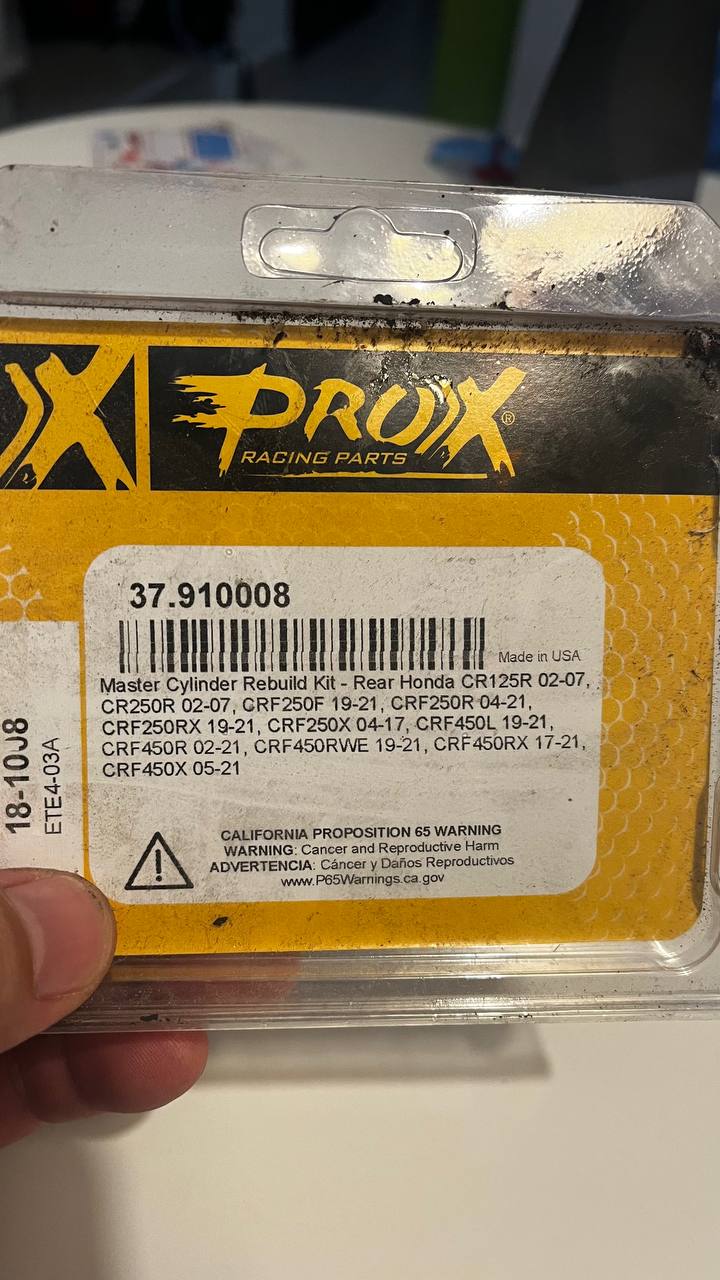 PROX®
RACING PARTS
37.910008
Made in USA
Master Cylinder Rebuild Kit - Rear Honda CR125R 02-07,
CR250R 02-07, CRF250F 19-21, CRF250R 04-21,
CRF250RX 19-21, CRF250X 04-17, CRF450L 19-21,
CRF450R 02-21, CRF450RWE 19-21, CRF450RX 17-21,
CRF450X 05-21
CALIFORNIA PROPOSITION 65 WARNING
WARNING: Cancer and Reproductive Harm
ADVERTENCIA: Cáncer y Daños Reproductivos
www.P65Warnings.ca.gov
X
ETE4-03A